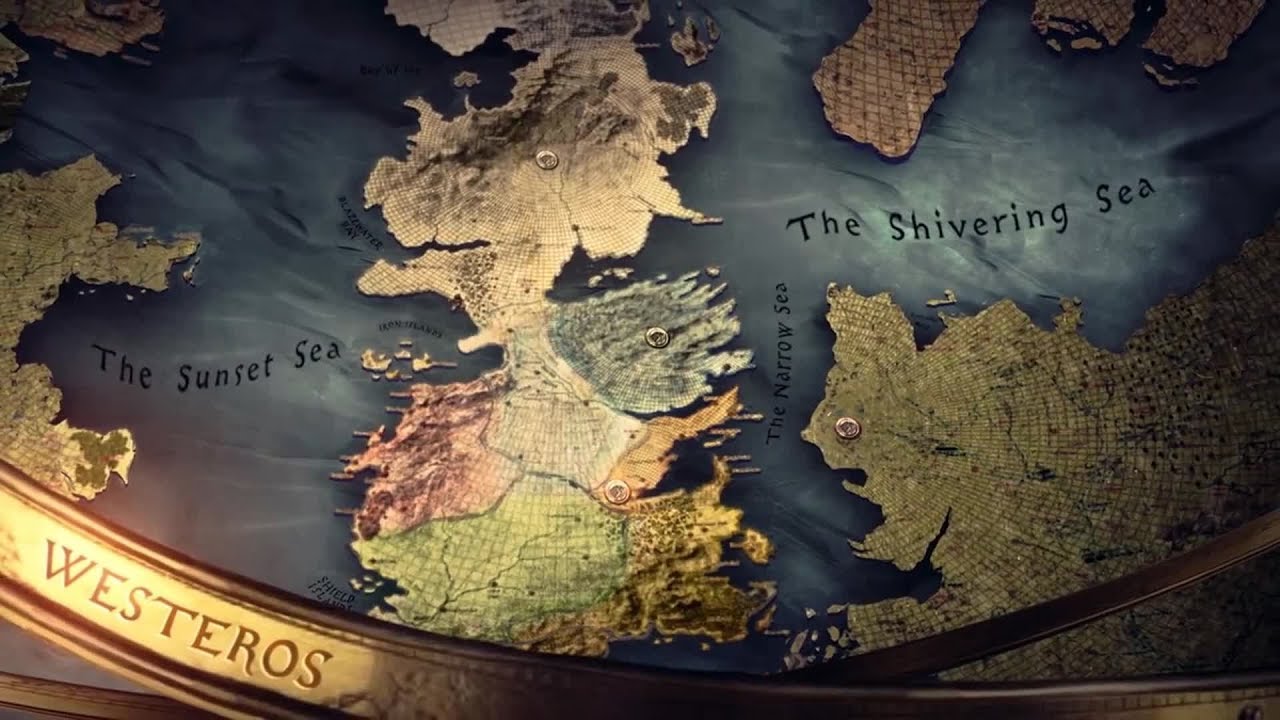 Bay of Ice
BLAZEWATER
BAY
The Shivering Sea
The Narrow Sea
IRON ISLANDS
The Sunset Sea
SHIELD
ISLANDS
WESTEROS